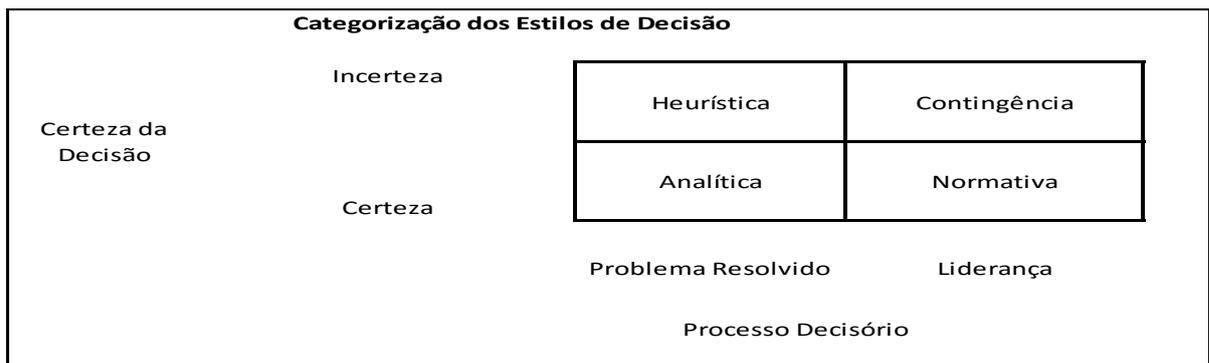 Categorização dos Estilos de Decisão
Incerteza
Heurística
Contingência
Certeza da
Decisão
Analítica
Normativa
Certeza
Problema Resolvido
Liderança
Processo Decisório